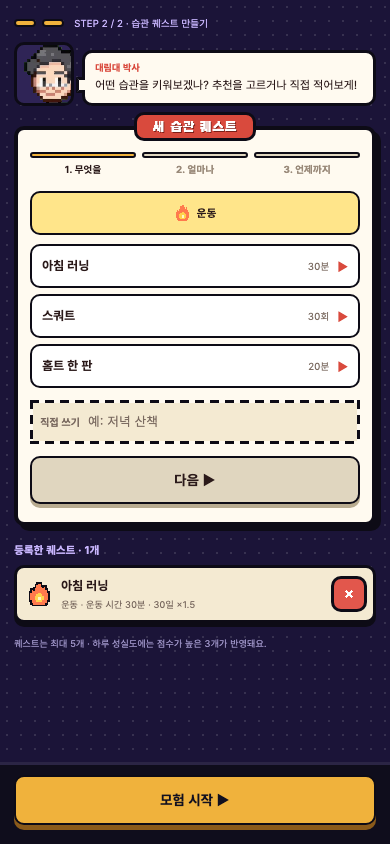 STEP 2 / 2 · 습관 퀘스트 만들기
대림대 박사
어떤 습관을 키워보겠나? 추천을 고르거나 직접 적어보게!
새 습관 퀘스트
1. 무엇을
2. 얼마나
3. 언제까지
운동
아침 러닝 30분 ▶
스쿼트 30회 ▶
홈트 한 판 20분 ▶
직접 쓰기 예: 저녁 산책
다음 ▶
등록한 퀘스트 · 1개
아침 러닝
운동 · 운동 시간 30분 · 30일 ×1.5
×
퀘스트는 최대 5개 · 하루 성실도에는 점수가 높은 3개가 반영돼요.
모험 시작 ▶